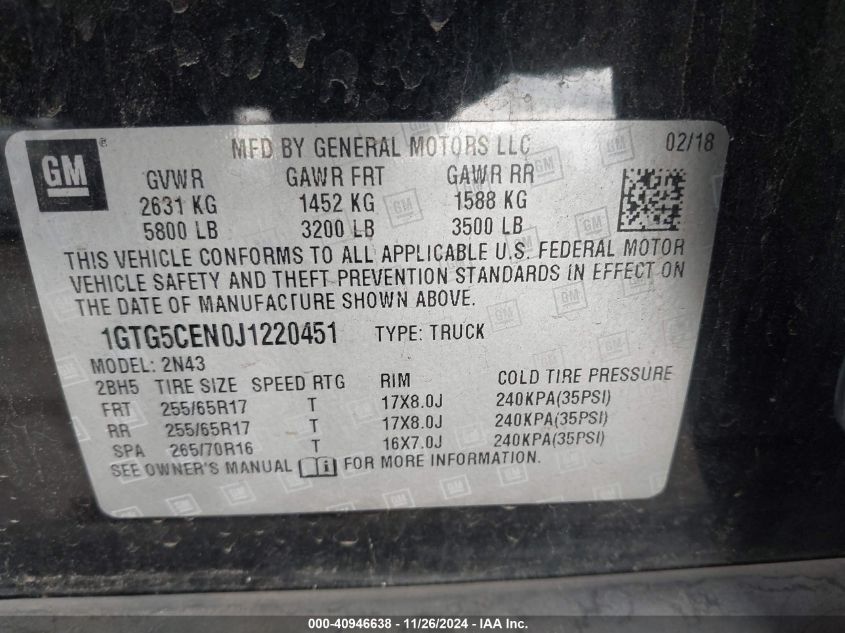 GM
MFD BY GENERAL MOTORS LLC 02/18
GVWR GAWR FRT GAWR RR
2631 KG 1452 KG 1588 KG
5800 LB 3200 LB 3500 LB
THIS VEHICLE CONFORMS TO ALL APPLICABLE U.S. FEDERAL MOTOR
VEHICLE SAFETY AND THEFT PREVENTION STANDARDS IN EFFECT ON
THE DATE OF MANUFACTURE SHOWN ABOVE.
1GTG5CEN0J1220451 TYPE: TRUCK
MODEL: 2N43
2BH5 TIRE SIZE SPEED RTG RIM COLD TIRE PRESSURE
FRT 255/65R17 T 17X8.0J 240KPA(35PSI)
RR 255/65R17 T 17X8.0J 240KPA(35PSI)
SPA 265/70R16 T 16X7.0J 240KPA(35PSI)
SEE OWNER'S MANUAL FOR MORE INFORMATION.
000-40946638 - 11/26/2024 - IAA Inc.